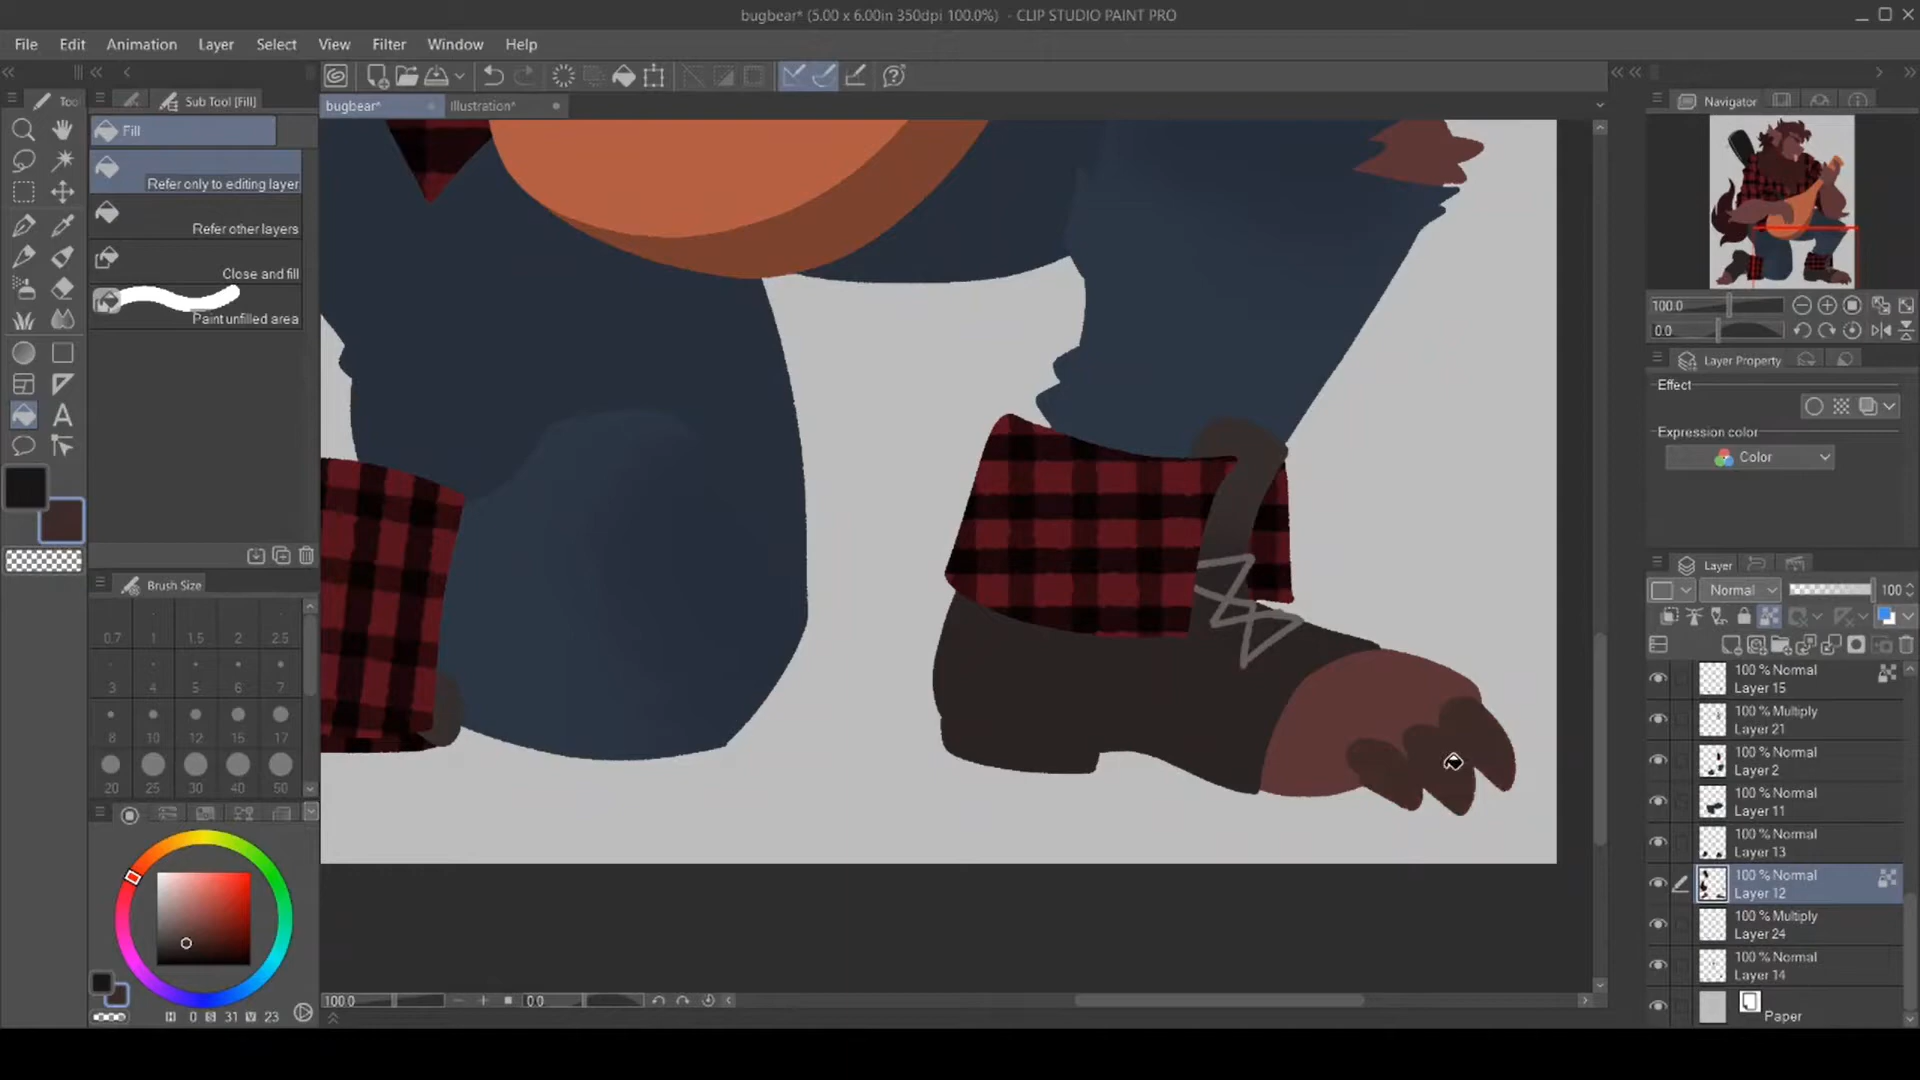 bugbear* (5.00 x 6.00in 350dpi 100.0%) - CLIP STUDIO PAINT PRO
File Edit Animation Layer Select View Filter Window Help
Too Sub Tool [Fill]
bugbear* Illustration*
Navigator
Fill
Refer only to editing layer
Refer other layers
Close and fill
Paint unfilled area
100.0
0.0
Layer Property
Effect
Expression color
Color
Layer
Normal 100
Brush Size
0.7 1 1.5 2 2.5
3 4 5 6 7
8 10 12 15 17
20 25 30 40 50
100 % Normal
Layer 15
100 % Multiply
Layer 21
100 % Normal
Layer 2
100 % Normal
Layer 11
100 % Normal
Layer 13
100 % Normal
Layer 12
100 % Multiply
Layer 24
100 % Normal
Layer 14
Paper
100.0 0.0
H 0 S 31 V 23